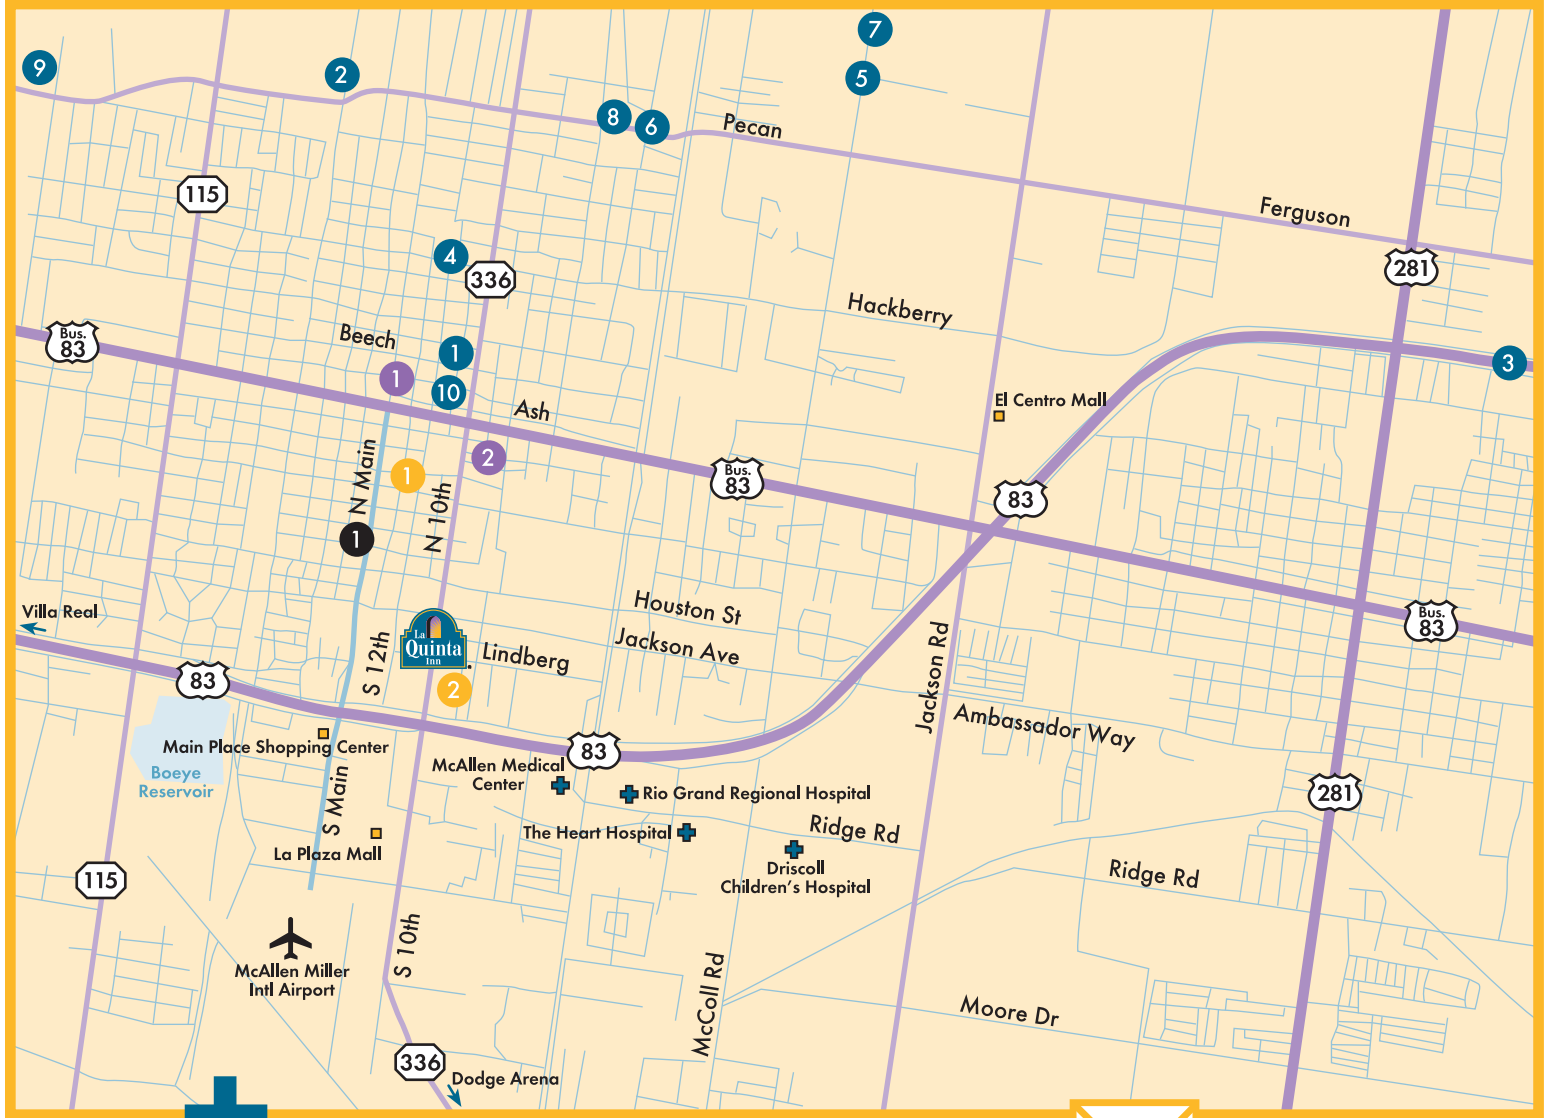 7
9
2
5
8
6
Pecan
115
Ferguson
4
336
281
Hackberry
Bus.
83
Beech
1
3
1
10
El Centro Mall
Ash
N Main
2
1
Bus.
83
83
N 10th
1
Villa Real
Houston St
La
Quinta
Inn
Jackson Ave
Bus.
83
S 12th
Lindberg
Jackson Rd
83
2
Ambassador Way
Main Place Shopping Center
83
Boeye
Reservoir
McAllen Medical
Center
Rio Grand Regional Hospital
281
S Main
The Heart Hospital
Ridge Rd
La Plaza Mall
Driscoll
Children's Hospital
Ridge Rd
115
S 10th
McAllen Miller
Intl Airport
McColl Rd
Moore Dr
336
Dodge Arena